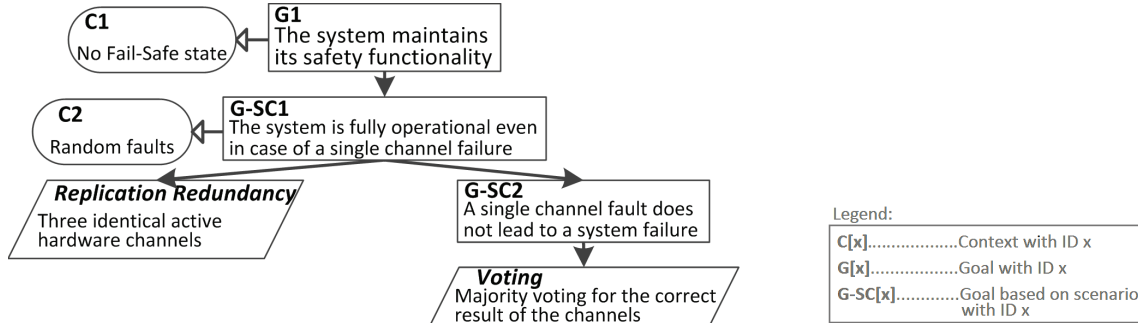 C1
No Fail-Safe state
G1
The system maintains
its safety functionality
C2
Random faults
G-SC1
The system is fully operational even
in case of a single channel failure
Replication Redundancy
Three identical active
hardware channels
G-SC2
A single channel fault does
not lead to a system failure
Voting
Majority voting for the correct
result of the channels
Legend:
C[x]..................Context with ID x
G[x]..................Goal with ID x
G-SC[x].............Goal based on scenario
with ID x